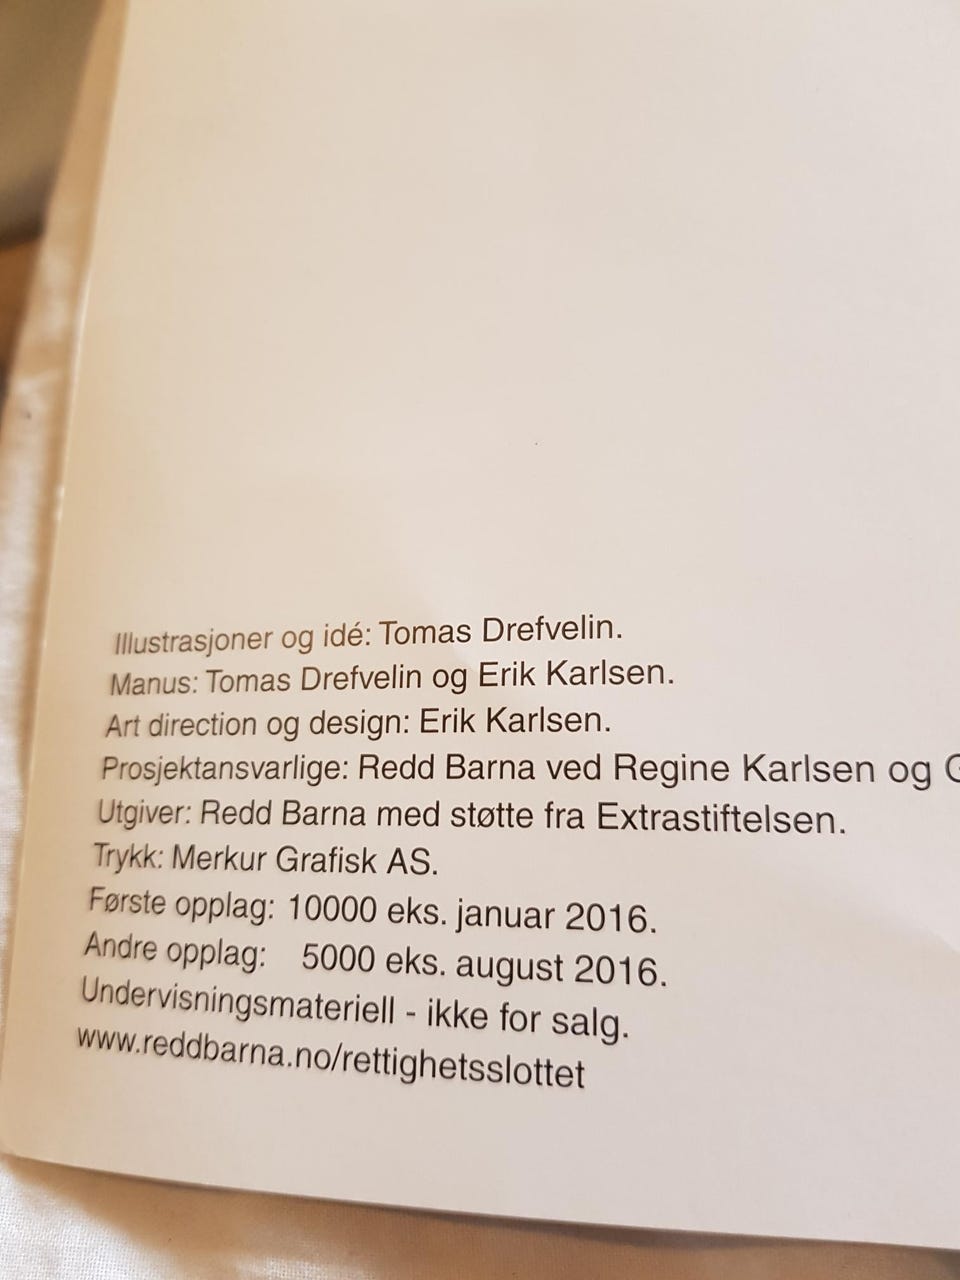 Illustrasjoner og idé: Tomas Drefvelin.
Manus: Tomas Drefvelin og Erik Karlsen.
Art direction og design: Erik Karlsen.
Prosjektansvarlige: Redd Barna ved Regine Karlsen og
Utgiver: Redd Barna med støtte fra Extrastiftelsen.
Trykk: Merkur Grafisk AS.
Første opplag: 10000 eks. januar 2016.
Andre opplag: 5000 eks. august 2016.
Undervisningsmateriell - ikke for salg.
www.reddbarna.no/rettighetsslottet